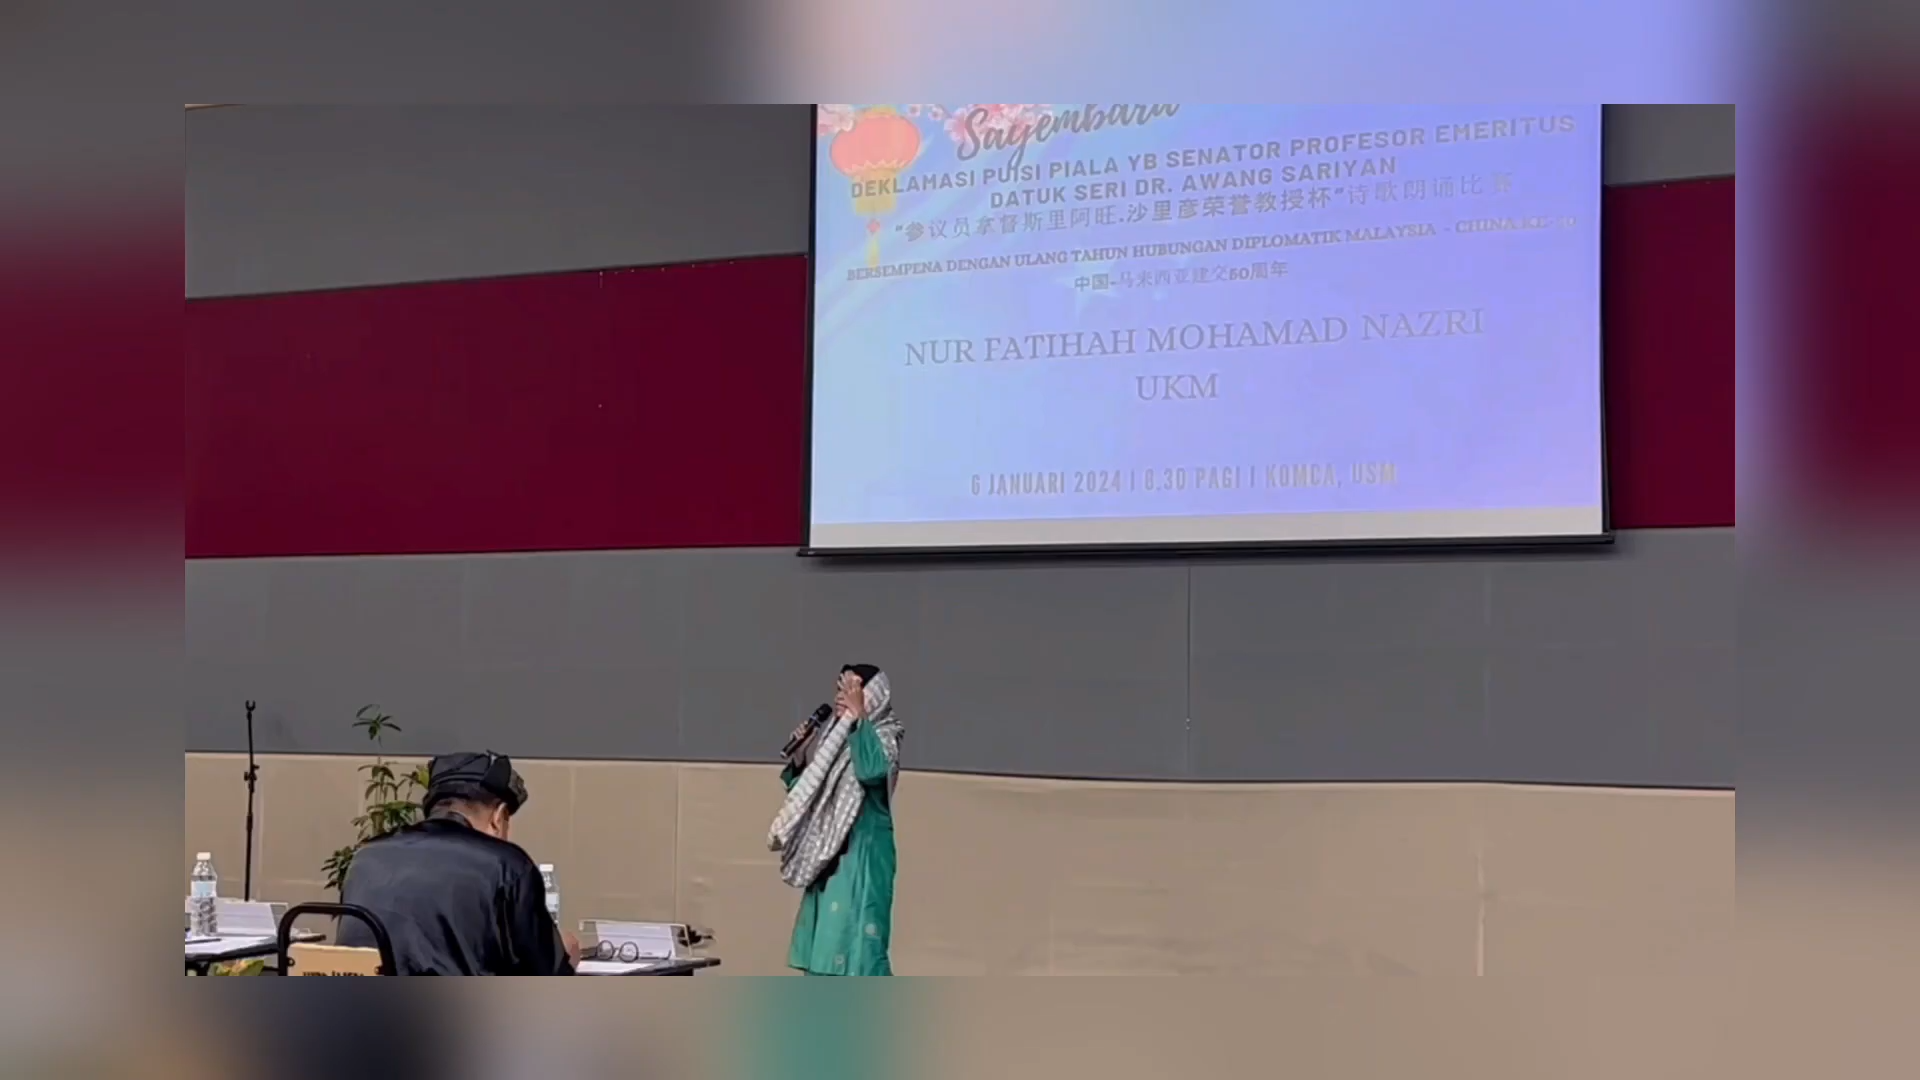 Sayembara
DEKLAMASI PUISI PIALA YB SENATOR PROFESOR EMERITUS
DATUK SERI DR. AWANG SARIYAN
“参议员拿督斯里阿旺.沙里彦荣誉教授杯”诗歌朗诵比赛
BERSEMPENA DENGAN ULANG TAHUN HUBUNGAN DIPLOMATIK MALAYSIA - CHINA KE-50
中国-马来西亚建交50周年
NUR FATIHAH MOHAMAD NAZRI
UKM
6 JANUARI 2024 | 8.30 PAGI | KOMCA, USM